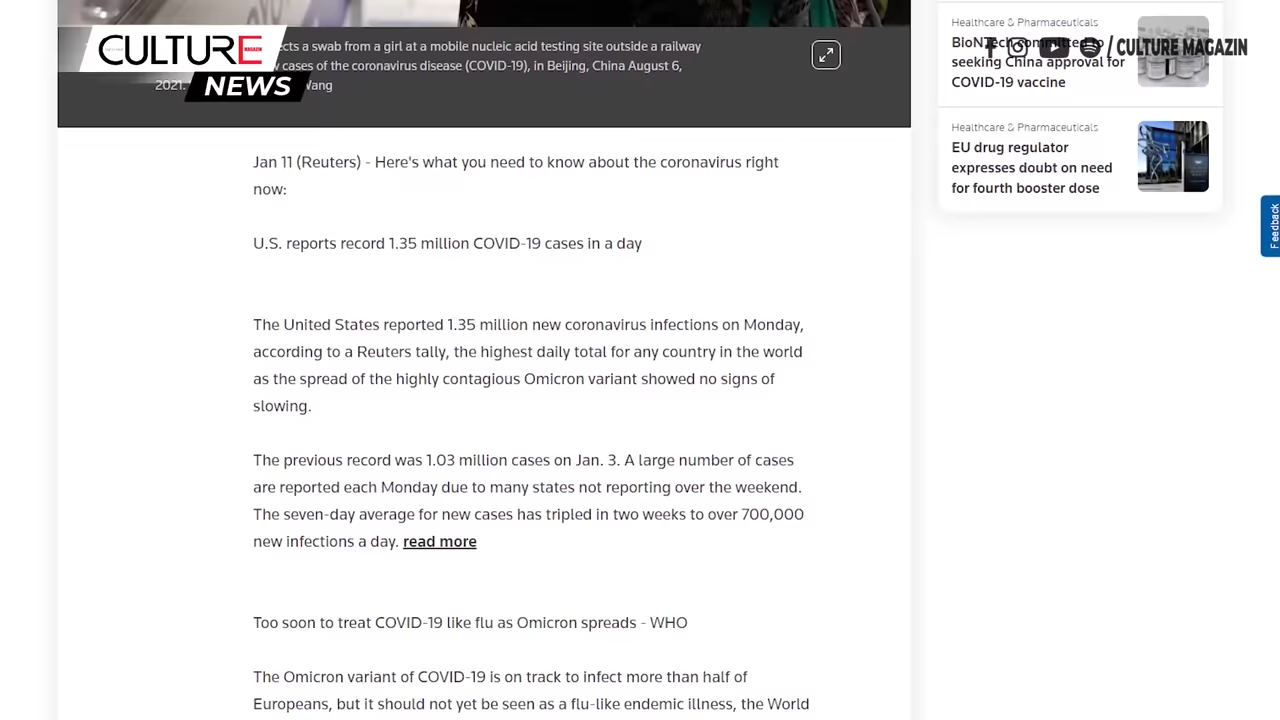 CULTURE
MAGAZIN
NEWS
ects a swab from a girl at a mobile nucleic acid testing site outside a railway
cases of the coronavirus disease (COVID-19), in Beijing, China August 6,
2021.
Jan 11 (Reuters) - Here's what you need to know about the coronavirus right
now:
U.S. reports record 1.35 million COVID-19 cases in a day
The United States reported 1.35 million new coronavirus infections on Monday,
according to a Reuters tally, the highest daily total for any country in the world
as the spread of the highly contagious Omicron variant showed no signs of
slowing.
The previous record was 1.03 million cases on Jan. 3. A large number of cases
are reported each Monday due to many states not reporting over the weekend.
The seven-day average for new cases has tripled in two weeks to over 700,000
new infections a day. read more
Too soon to treat COVID-19 like flu as Omicron spreads - WHO
The Omicron variant of COVID-19 is on track to infect more than half of
Europeans, but it should not yet be seen as a flu-like endemic illness, the World
Healthcare & Pharmaceuticals
BioNTech committed to
seeking China approval for
COVID-19 vaccine
/ CULTURE MAGAZIN
Healthcare & Pharmaceuticals
EU drug regulator
expresses doubt on need
for fourth booster dose
Feedback